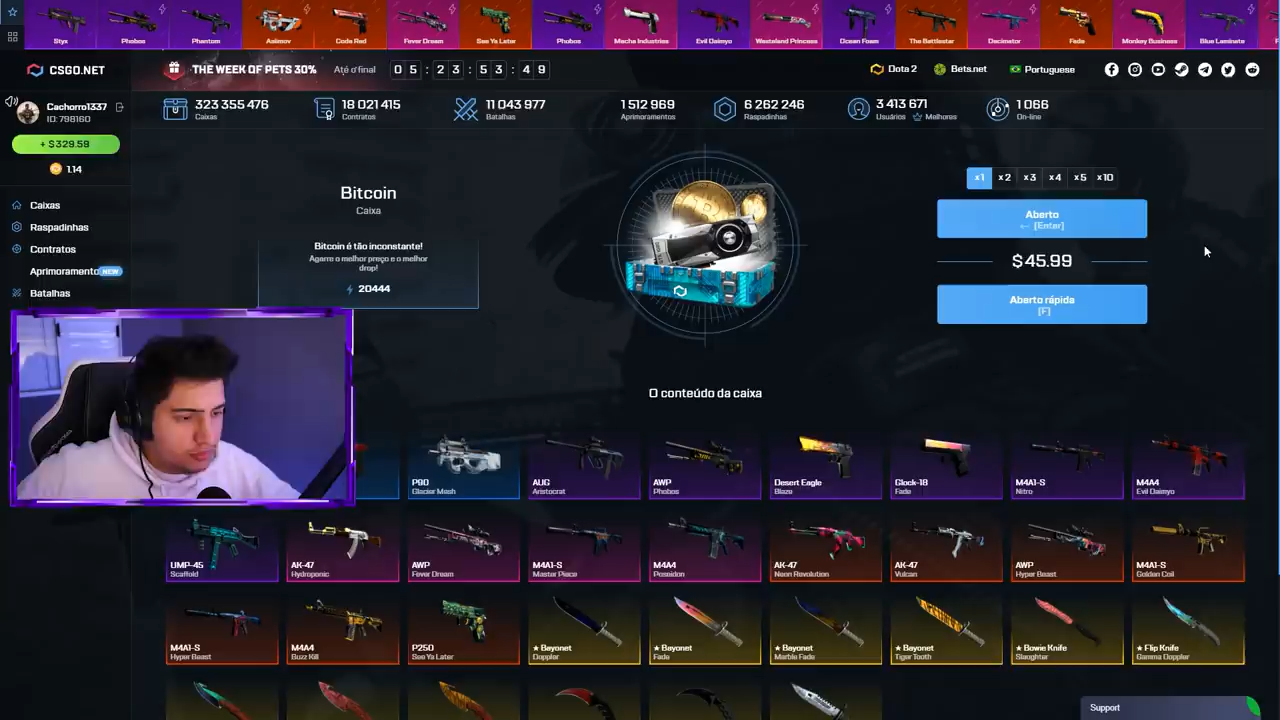 Styx
Phobos
Phantom
Asiimov
Code Red
Fever Dream
See Ya Later
Phobos
Mecha Industries
Evil Daimyo
Wasteland Princess
Ocean Foam
The Battlestar
Decimator
Fade
Monkey Business
Blue Laminate
CSGO.NET
THE WEEK OF PETS 30%
Até o final
05:23:53:49
Dota 2
Bets.net
Portuguese
Cachorro1337
ID: 798160
+ $329.59
1.14
323 355 476
Caixas
18 021 415
Contratos
11 043 977
Batalhas
1 512 969
Aprimoramentos
6 262 246
Raspadinhas
3 413 671
Usuários
Melhores
1 066
On-line
Caixas
Raspadinhas
Contratos
Aprimoramento NEW
Batalhas
Bitcoin
Caixa
Bitcoin é tão inconstante!
Agarre o melhor preço e o melhor
drop!
20444
x1 x2 x3 x4 x5 x10
Aberto
← [Enter]
$45.99
Aberto rápida
[F]
O conteúdo da caixa
P90
Glacier Mesh
AUG
Aristocrat
AWP
Phobos
Desert Eagle
Blaze
Glock-18
Fade
M4A1-S
Nitro
M4A4
Evil Daimyo
UMP-45
Scaffold
AK-47
Hydroponic
AWP
Fever Dream
M4A1-S
Master Piece
M4A4
Poseidon
AK-47
Neon Revolution
AK-47
Vulcan
AWP
Hyper Beast
M4A1-S
Golden Coil
M4A1-S
Hyper Beast
M4A4
Buzz Kill
P250
See Ya Later
★ Bayonet
Doppler
★ Bayonet
Fade
★ Bayonet
Marble Fade
★ Bayonet
Tiger Tooth
★ Bowie Knife
Slaughter
★ Flip Knife
Gamma Doppler
Support